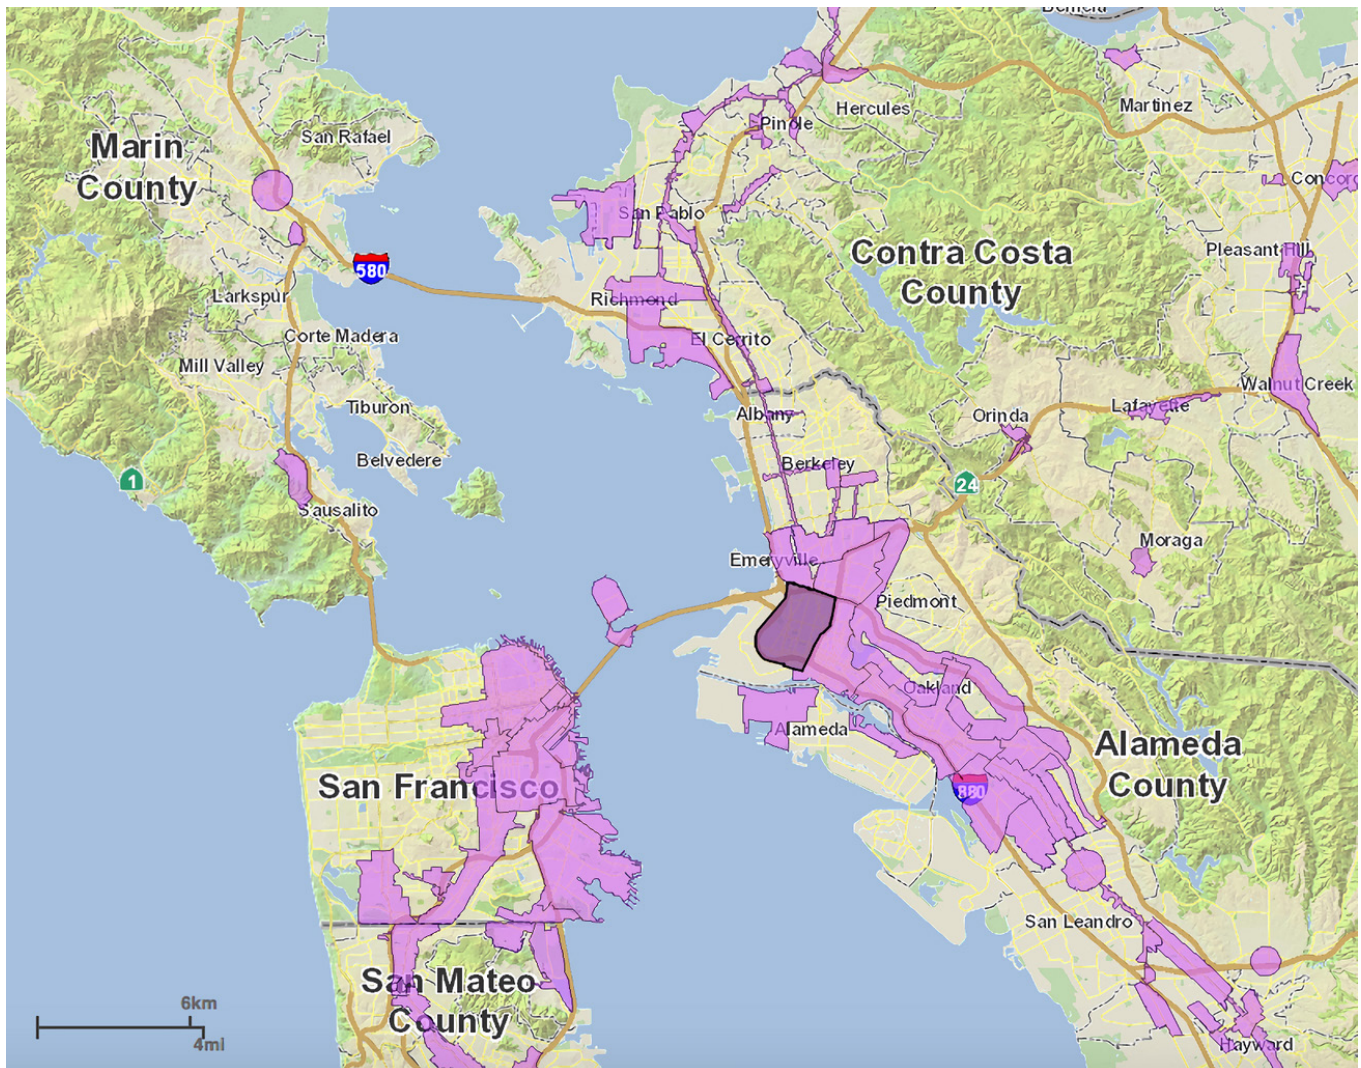 Benicia
Hercules
Martinez
Pinole
San Rafael
Marin
County
Concord
San Pablo
Pleasant Hill
Contra Costa
County
580
Larkspur
Richmond
Corte Madera
El Cerrito
Mill Valley
Walnut Creek
Tiburon
Albany
Orinda
Lafayette
Belvedere
Berkeley
1
24
Sausalito
Moraga
Emeryville
Piedmont
Oakland
Alameda
Alameda
County
San Francisco
880
San Leandro
San Mateo
County
6km
4mi
Hayward